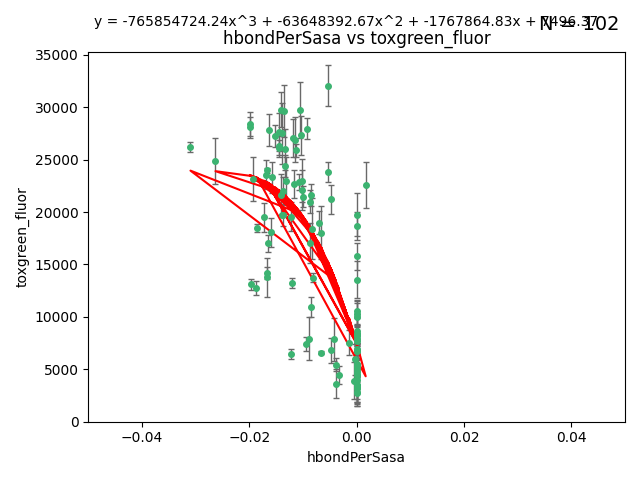 y = -765854724.24x^3 + -63648392.67x^2 + -1767864.83x + 7496.37
N = 102
hbondPerSasa vs toxgreen_fluor
35000
30000
25000
20000
15000
10000
5000
0
toxgreen_fluor
−0.04
−0.02
0.00
0.02
0.04
hbondPerSasa